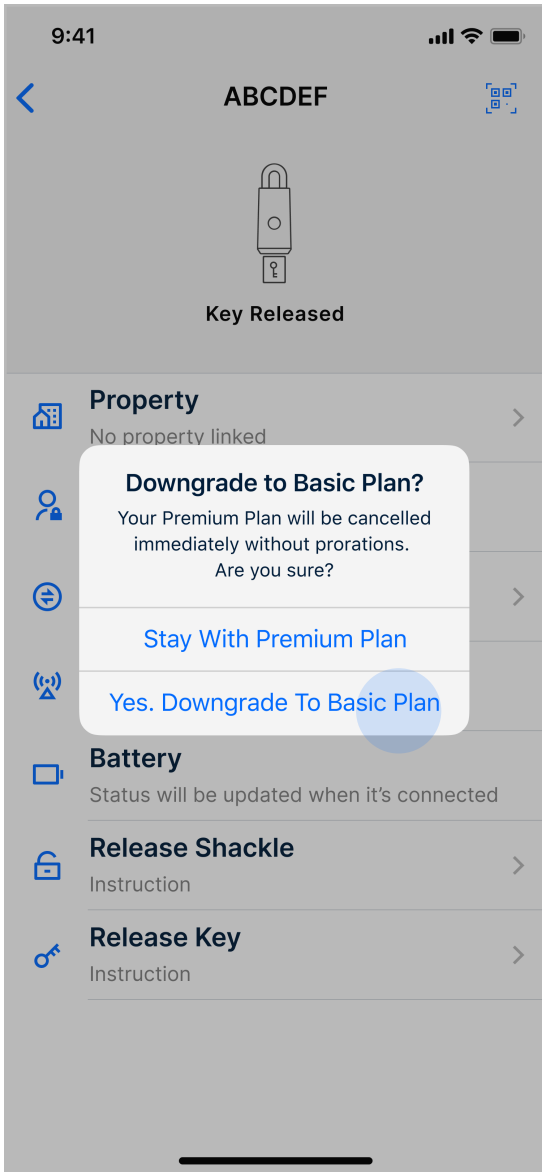 9:41
ABCDEF
Key Released
Property
No property linked
Downgrade to Basic Plan?
Your Premium Plan will be cancelled
immediately without prorations.
Are you sure?
Stay With Premium Plan
Yes. Downgrade To Basic Plan
Battery
Status will be updated when it’s connected
Release Shackle
Instruction
Release Key
Instruction